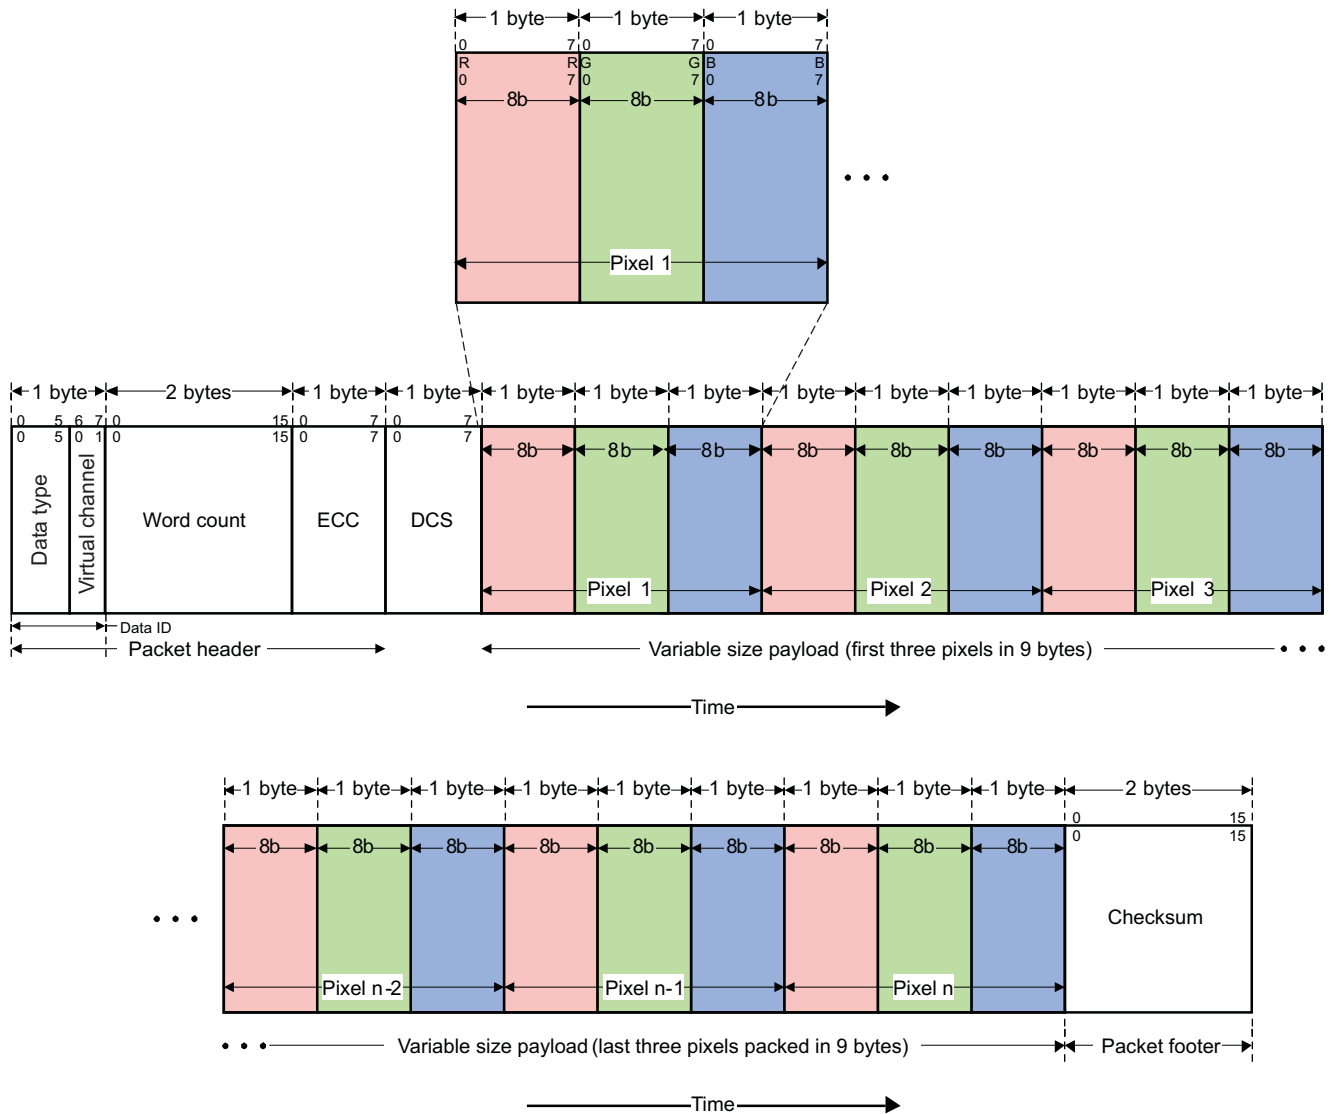 1 byte 1 byte 1 byte
0 7 0 7 0 7
R R G G B B
0 7 0 7 0 7
8b 8b 8b
Pixel 1
1 byte 2 bytes 1 byte 1 byte 1 byte 1 byte 1 byte 1 byte 1 byte 1 byte 1 byte 1 byte 1 byte
0 5 6 7 0 15 0 7 0 7
0 5 0 1 0 15 0 7 0 7
8b 8b 8b 8b 8b 8b 8b 8b 8b
Data type Virtual channel Word count ECC DCS
Pixel 1 Pixel 2 Pixel 3
Data ID
Packet header Variable size payload (first three pixels in 9 bytes)
Time
1 byte 1 byte 1 byte 1 byte 1 byte 1 byte 1 byte 1 byte 1 byte 2 bytes
0 15
0 15
8b 8b 8b 8b 8b 8b 8b 8b 8b
Checksum
Pixel n-2 Pixel n-1 Pixel n
Variable size payload (last three pixels packed in 9 bytes) Packet footer
Time